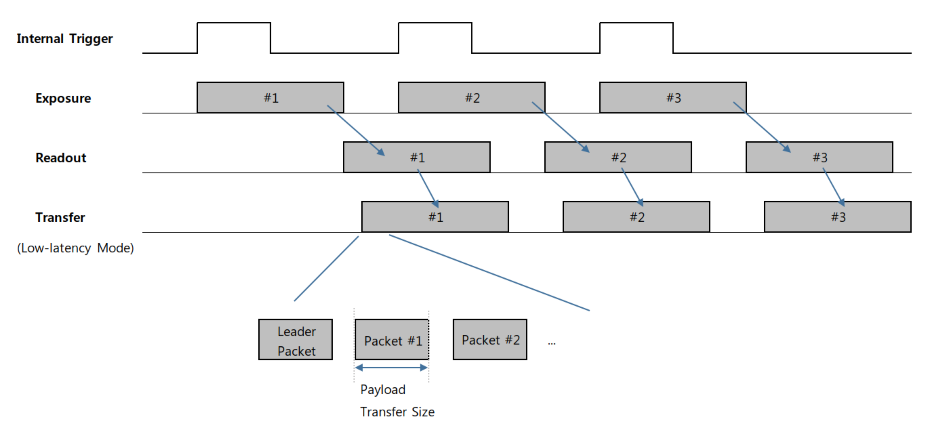 Internal Trigger
Exposure
#1
#2
#3
Readout
#1
#2
#3
Transfer
#1
#2
#3
(Low-latency Mode)
Leader
Packet
Packet #1
Packet #2
...
Payload
Transfer Size